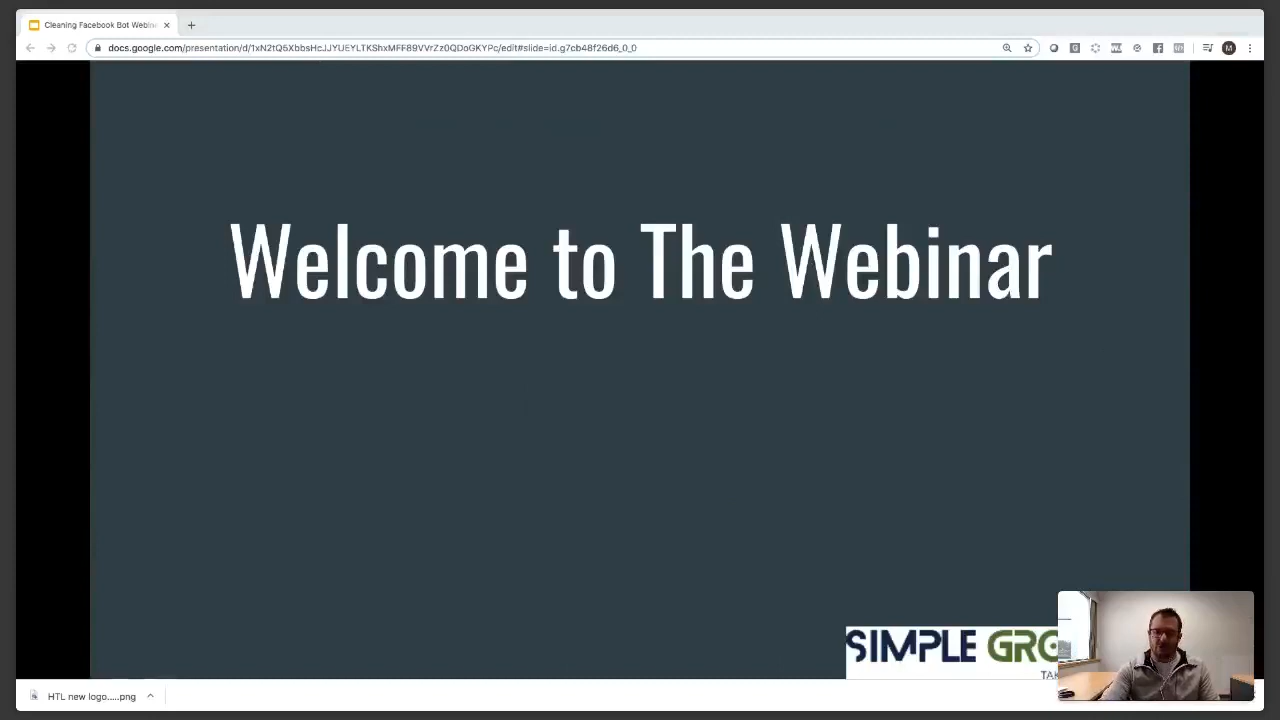 Cleaning Facebook Bot Webin
docs.google.com/presentation/d/1xN2tQ5XbbsHcJJYUEYLTKShxMFF89VVrZz0QDoGKYPc/edit#slide=id.g7cb48f26d6_0_0
M
Welcome to The Webinar
SIMPLE GRO
TAK
HTL new logo.....png